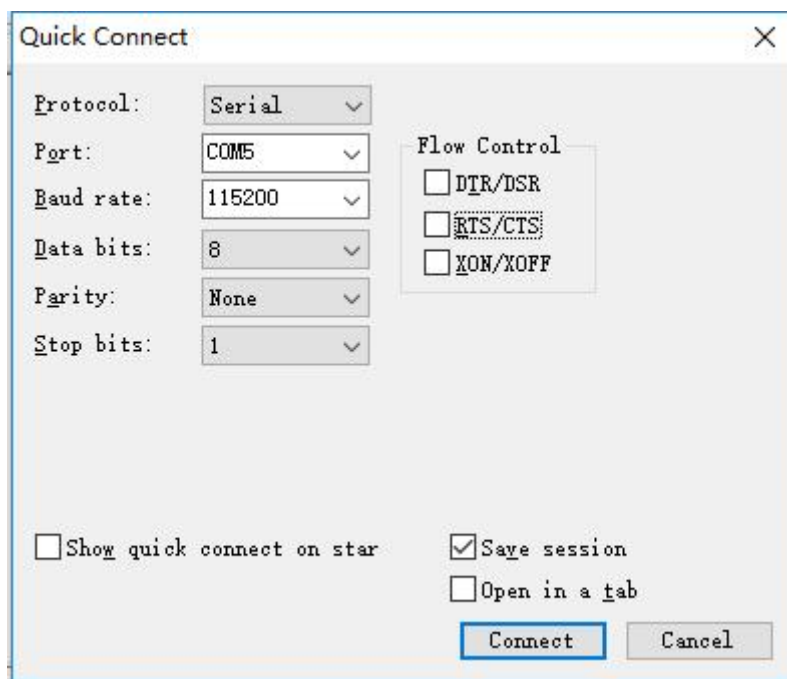 Quick Connect
Protocol: Serial
Port: COM5
Flow Control
DTR/DSR
Baud rate: 115200
RTS/CTS
Data bits: 8
XON/XOFF
Parity: None
Stop bits: 1
Show quick connect on star
Save session
Open in a tab
Connect Cancel